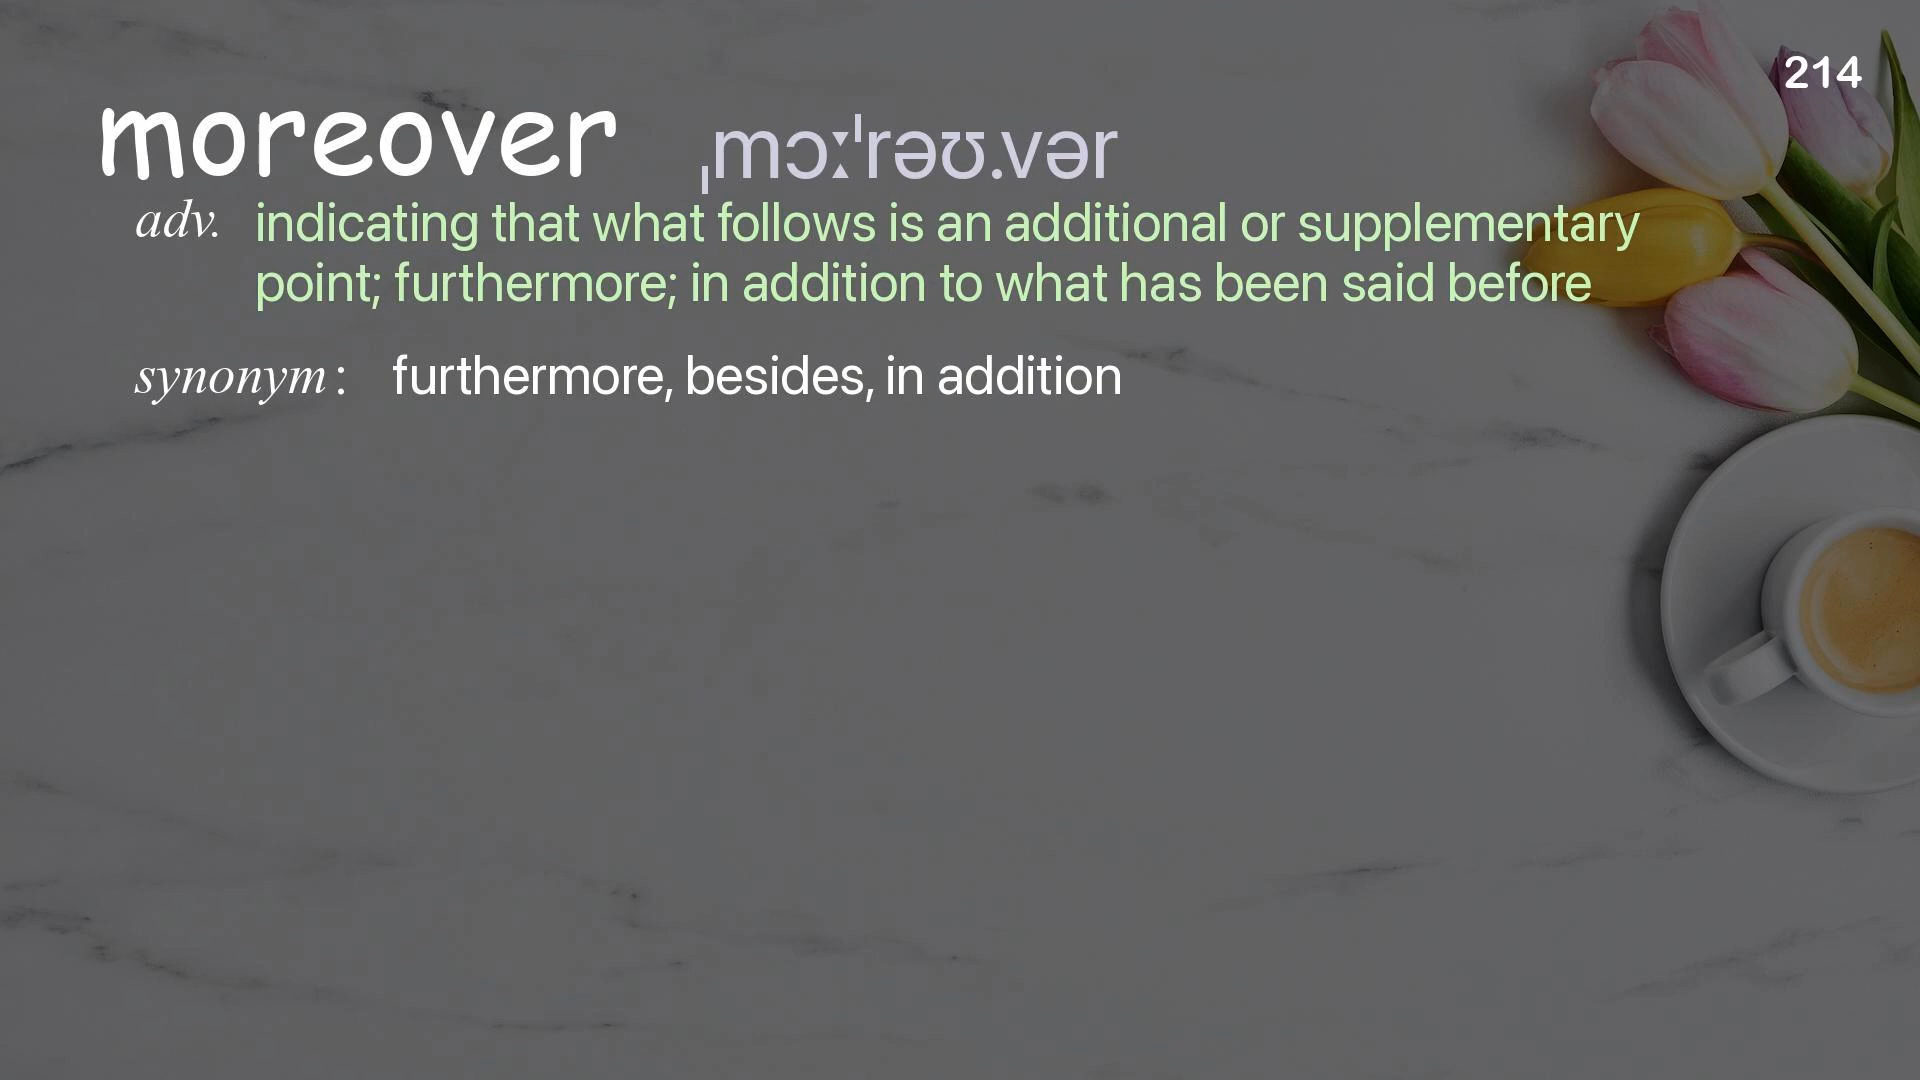 214
moreover ˌmɔːˈrəʊ.vər
adv. indicating that what follows is an additional or supplementary
point; furthermore; in addition to what has been said before
synonym : furthermore, besides, in addition